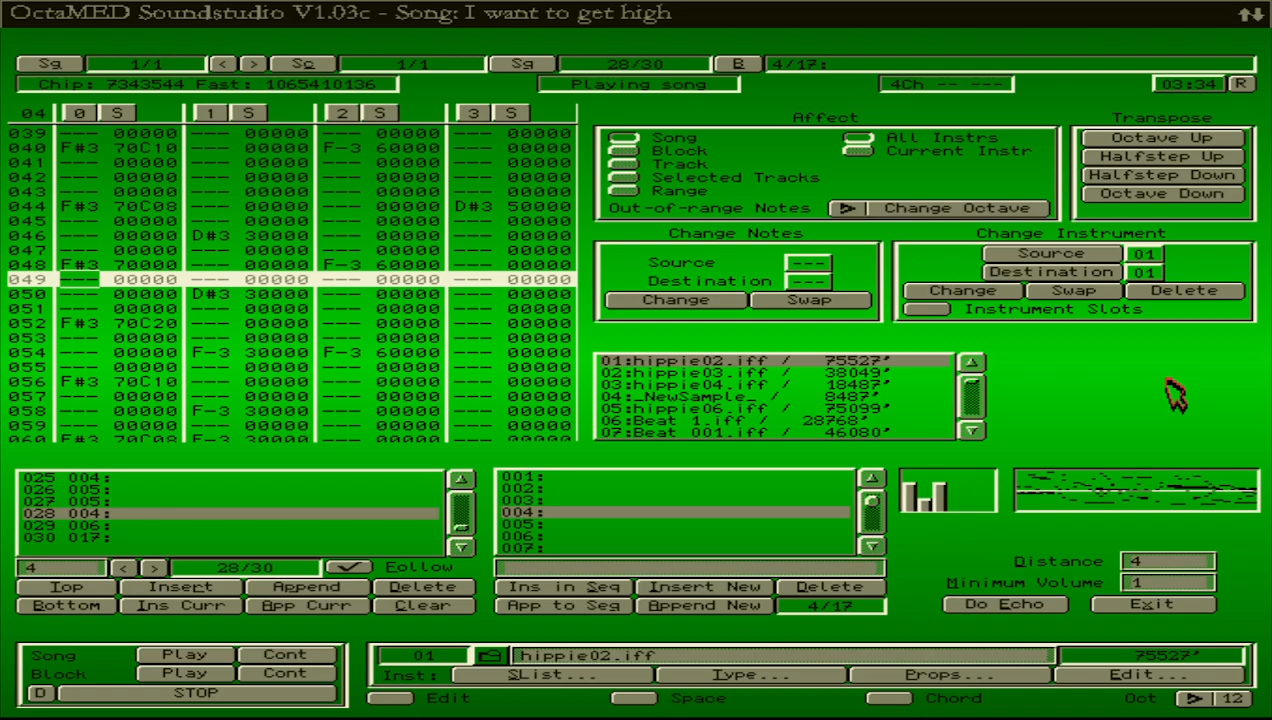 OctaMED Soundstudio V1.03c - Song: I want to get high
Sg 1/1 < > Sq 1/1 Sg 28/30 B 4/17:
Chip: 7343544 Fast: 1065410136 Playing song 4Ch -- --- 03:34 R
04 0 S 1 S 2 S 3 S
039 --- 00000 --- 00000 --- 00000 --- 00000
040 F#3 70C10 --- 00000 F-3 60000 --- 00000
041 --- 00000 --- 00000 --- 00000 --- 00000
042 --- 00000 --- 00000 --- 00000 --- 00000
043 --- 00000 --- 00000 --- 00000 --- 00000
044 F#3 70C08 --- 00000 --- 00000 D#3 50000
045 --- 00000 --- 00000 --- 00000 --- 00000
046 --- 00000 D#3 30000 --- 00000 --- 00000
047 --- 00000 --- 00000 --- 00000 --- 00000
048 F#3 70000 --- 00000 F-3 60000 --- 00000
049 --- 00000 --- 00000 --- 00000 --- 00000
050 --- 00000 D#3 30000 --- 00000 --- 00000
051 --- 00000 --- 00000 --- 00000 --- 00000
052 F#3 70C20 --- 00000 --- 00000 --- 00000
053 --- 00000 --- 00000 --- 00000 --- 00000
054 --- 00000 F-3 30000 F-3 60000 --- 00000
055 --- 00000 --- 00000 --- 00000 --- 00000
056 F#3 70C10 --- 00000 --- 00000 --- 00000
057 --- 00000 --- 00000 --- 00000 --- 00000
058 --- 00000 F-3 30000 --- 00000 --- 00000
059 --- 00000 --- 00000 --- 00000 --- 00000
060 F#3 70C08 F-3 30000 --- 00000 --- 00000
Affect
Song All Instrs
Block Current Instr
Track
Selected Tracks
Range
Out-of-range Notes Change Octave
Transpose
Octave Up
Halfstep Up
Halfstep Down
Octave Down
Change Notes
Source ---
Destination ---
Change Swap
Change Instrument
Source 01
Destination 01
Change Swap Delete
Instrument Slots
01:hippie02.iff / 75527'
02:hippie03.iff / 38049'
03:hippie04.iff / 18487'
04:_NewSample_ / 8487'
05:hippie06.iff / 75099'
06:Beat 1.iff / 28768'
07:Beat 001.iff / 46080'
025 004:
026 005:
027 005:
028 004:
029 006:
030 017:
4 < > 28/30 Follow
Top Insert Append Delete
Bottom Ins Curr App Curr Clear
001:
002:
003:
004:
005:
006:
007:
Ins in Seq Insert New Delete
App to Seq Append New 4/17
Distance 4
Minimum Volume 1
Do Echo Exit
Song Play Cont
Block Play Cont
D STOP
01 hippie02.iff 75527'
Inst: SList... Type... Props... Edit...
Edit Space Chord Oct 12